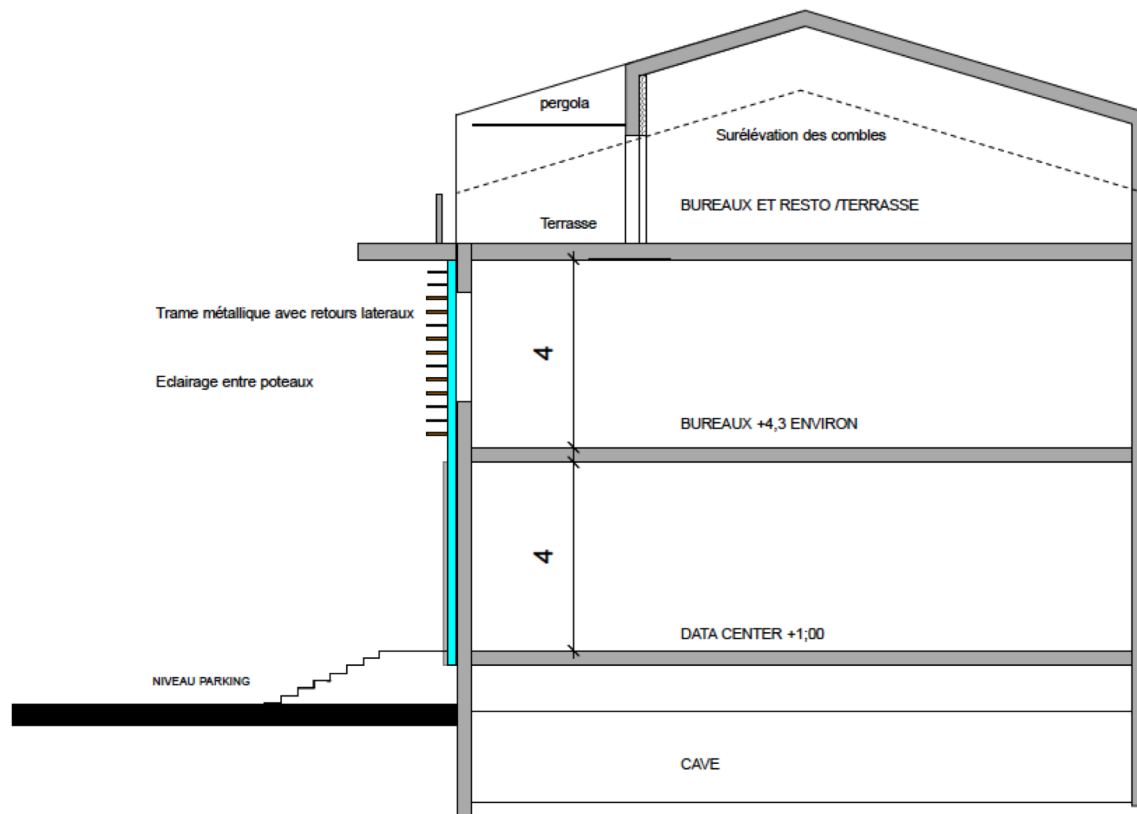 pergola
Surélévation des combles
BUREAUX ET RESTO /TERRASSE
Terrasse
Trame métallique avec retours lateraux
4
Eclairage entre poteaux
BUREAUX +4,3 ENVIRON
4
DATA CENTER +1;00
NIVEAU PARKING
CAVE